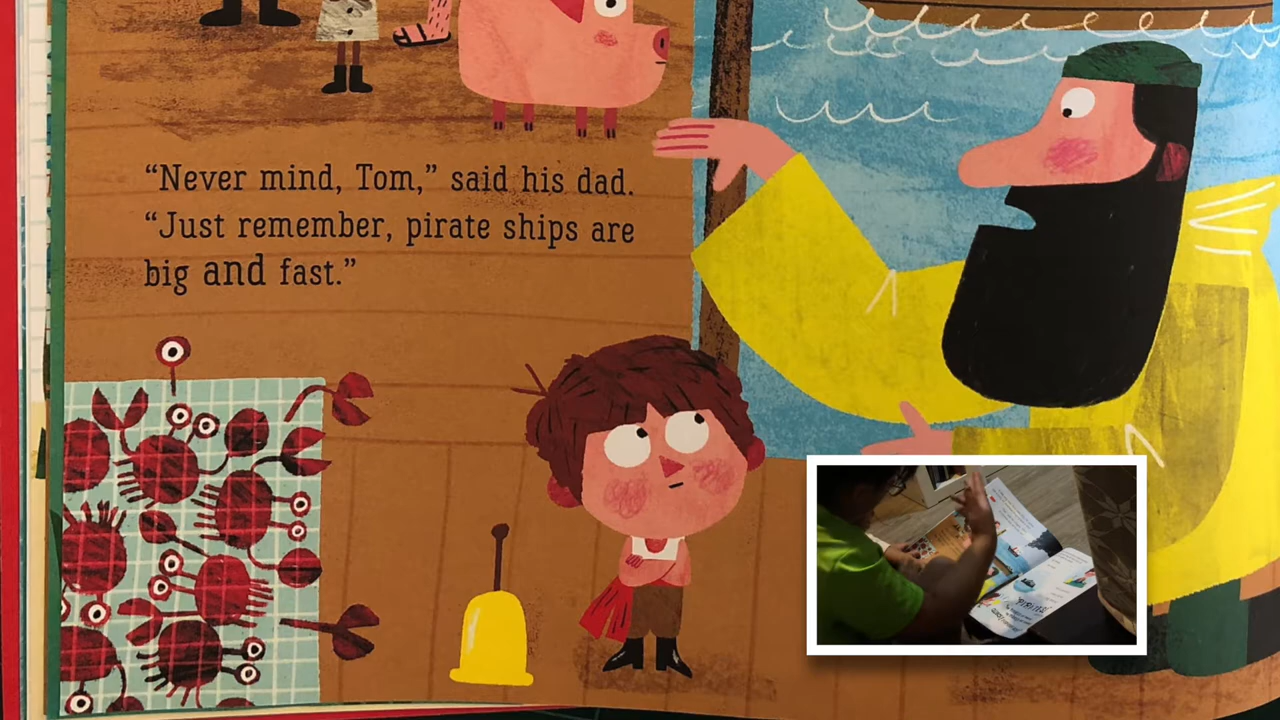 “Never mind, Tom,” said his dad.
“Just remember, pirate ships are
big and fast.”